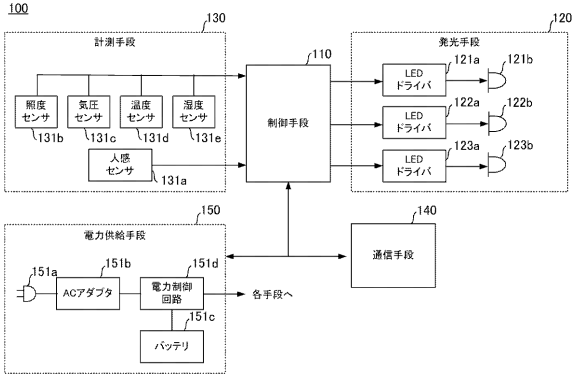 100
130
計測手段
照度
センサ
131b
気圧
センサ
131c
温度
センサ
131d
湿度
センサ
131e
人感
センサ
131a
110
制御手段
120
発光手段
LED
ドライバ
121a
121b
LED
ドライバ
122a
122b
LED
ドライバ
123a
123b
150
電力供給手段
151a
151b
ACアダプタ
151d
電力制御
回路
151c
バッテリ
各手段へ
140
通信手段